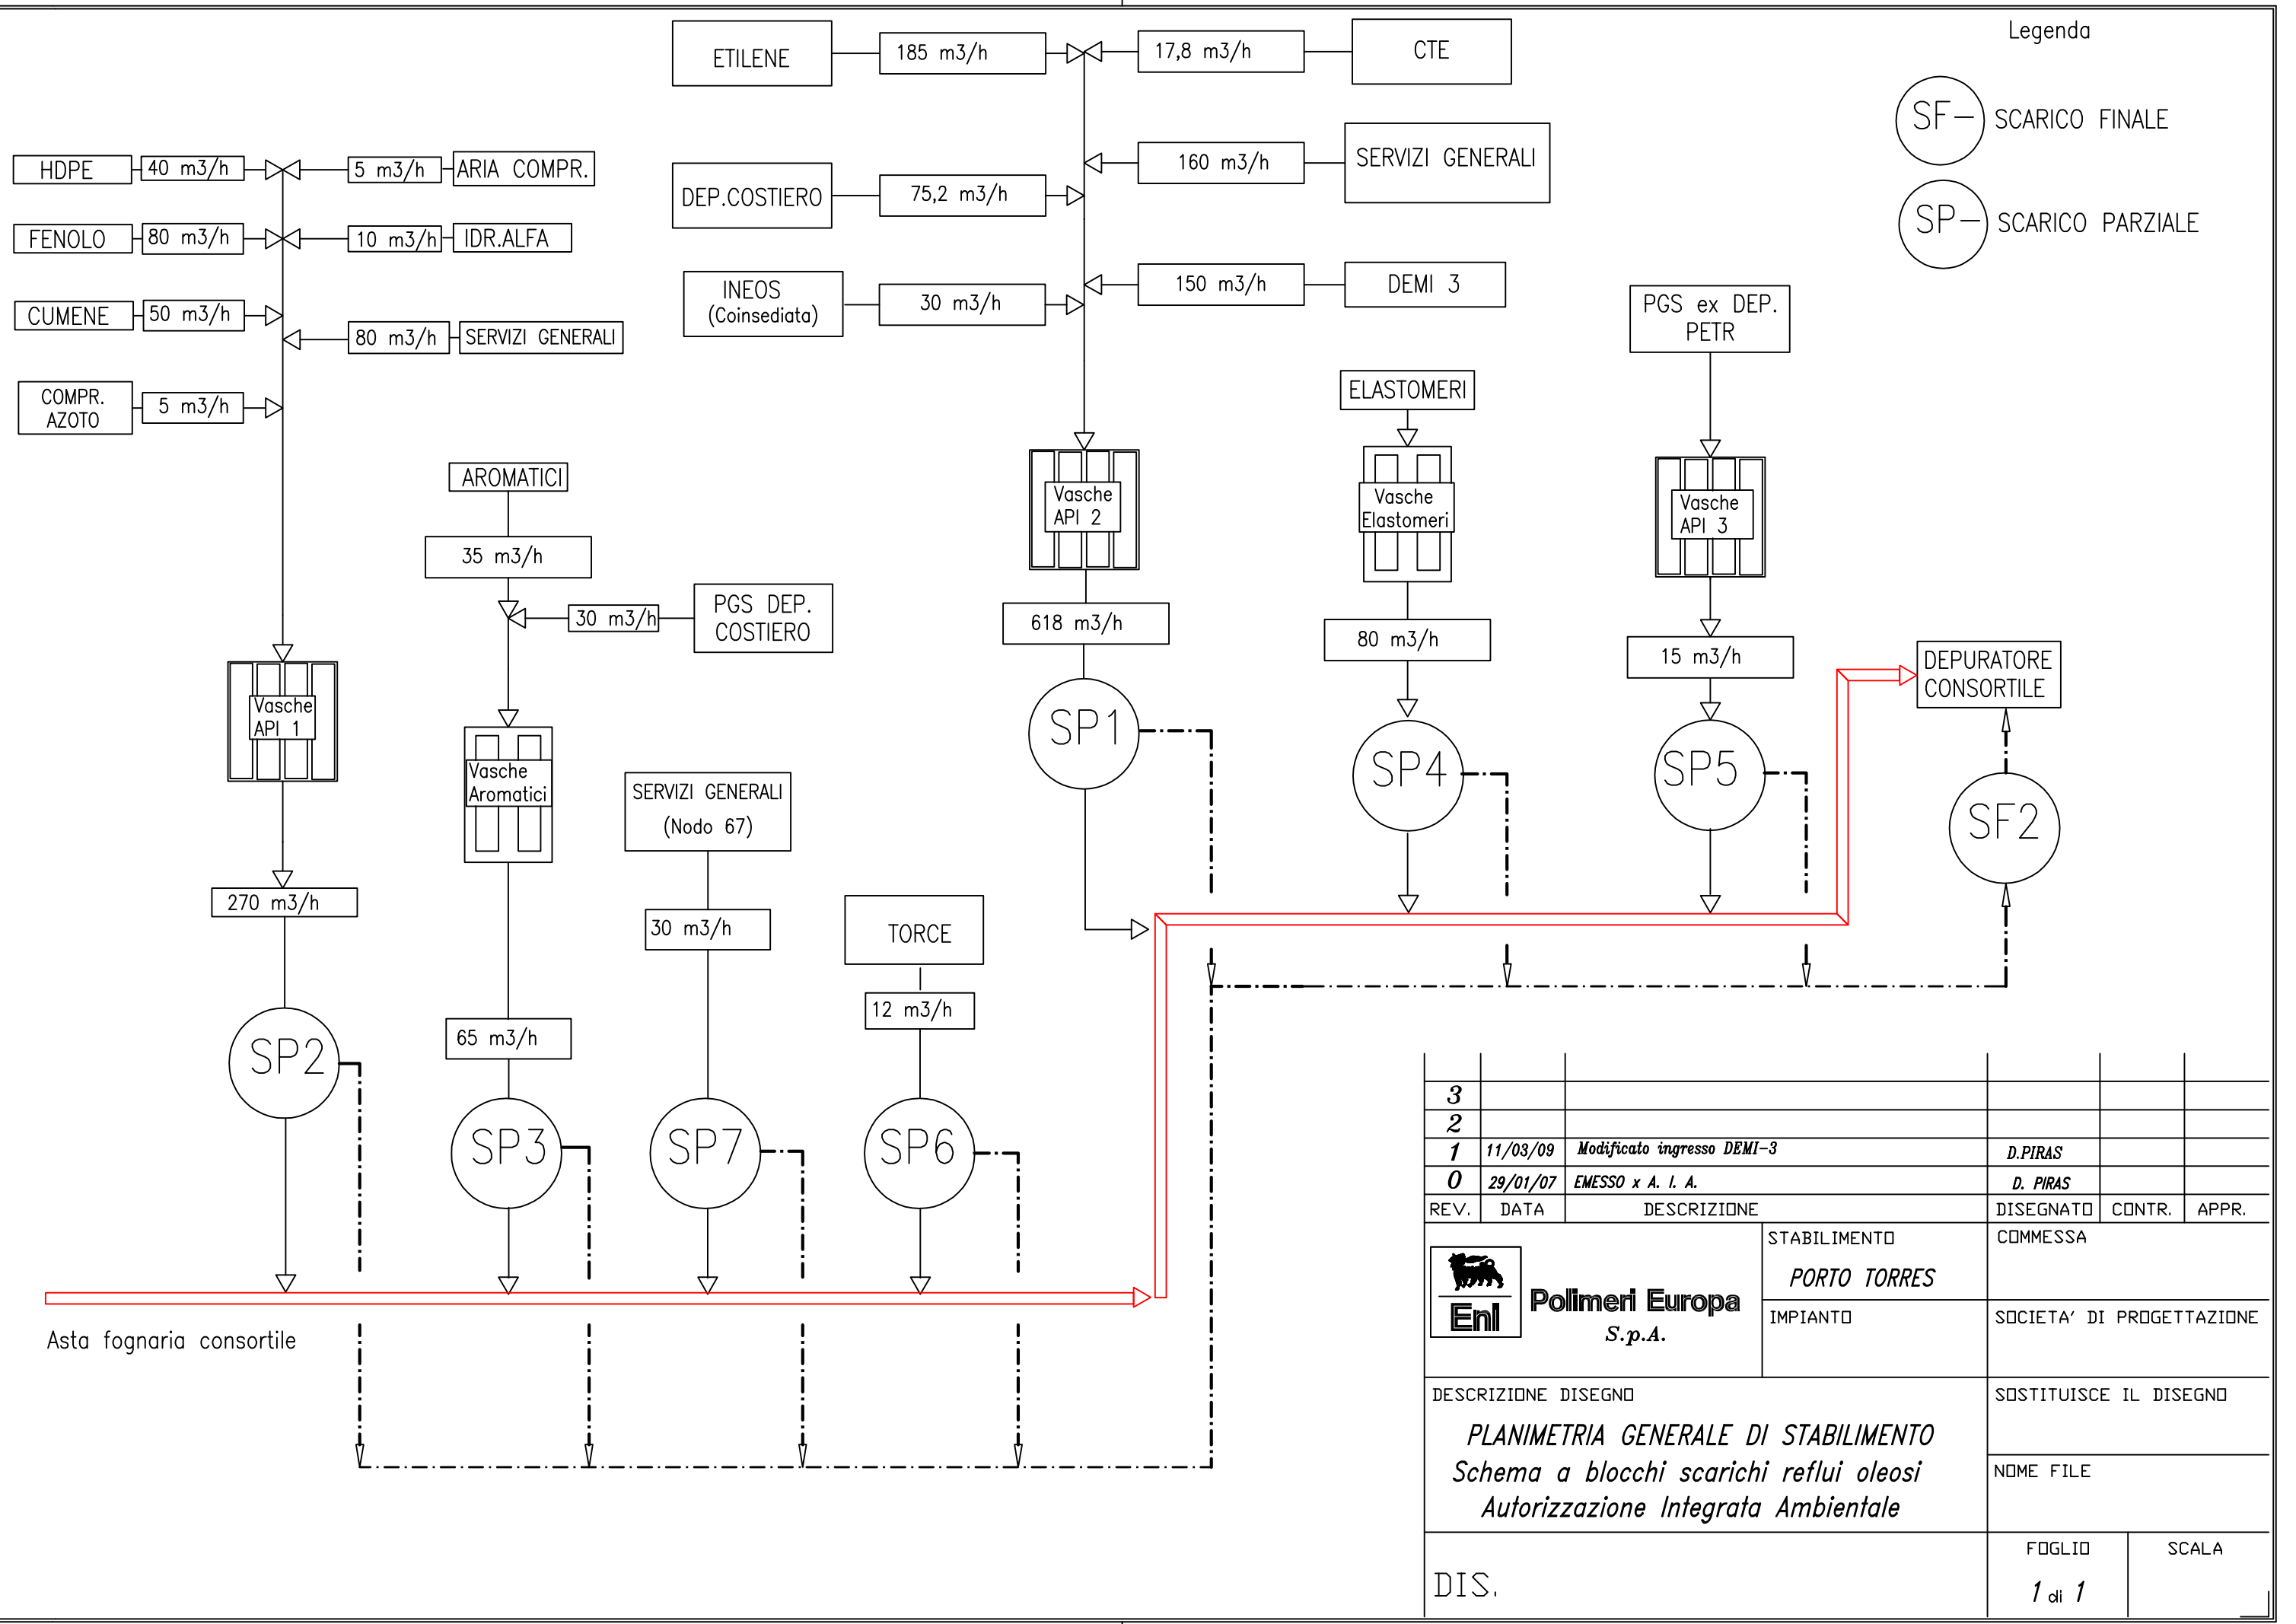 Legenda
SF- SCARICO FINALE
SP- SCARICO PARZIALE
ETILENE 185 m3/h 17,8 m3/h CTE
160 m3/h SERVIZI GENERALI
DEP.COSTIERO 75,2 m3/h
150 m3/h DEMI 3
INEOS
(Coinsediata)
30 m3/h
HDPE 40 m3/h 5 m3/h ARIA COMPR.
FENOLO 80 m3/h 10 m3/h IDR.ALFA
CUMENE 50 m3/h
80 m3/h SERVIZI GENERALI
COMPR.
AZOTO
5 m3/h
PGS ex DEP.
PETR
ELASTOMERI
AROMATICI
35 m3/h
30 m3/h
PGS DEP.
COSTIERO
Vasche
API 2
Vasche
Elastomeri
Vasche
API 3
618 m3/h
80 m3/h
15 m3/h
Vasche
API 1
Vasche
Aromatici
SP1
SP4
SP5
DEPURATORE
CONSORTILE
SF2
SERVIZI GENERALI
(Nodo 67)
270 m3/h
30 m3/h
TORCE
12 m3/h
65 m3/h
SP2
SP3
SP7
SP6
Asta fognaria consortile
3
2
1 11/03/09 Modificato ingresso DEMI-3 D.PIRAS
0 29/01/07 EMESSO x A. I. A. D. PIRAS
REV. DATA DESCRIZIONE DISEGNATO CONTR. APPR.
EnI
Polimeri Europa
S.p.A.
STABILIMENTO
PORTO TORRES
COMMESSA
IMPIANTO
SOCIETA' DI PROGETTAZIONE
DESCRIZIONE DISEGNO
PLANIMETRIA GENERALE DI STABILIMENTO
Schema a blocchi scarichi reflui oleosi
Autorizzazione Integrata Ambientale
SOSTITUISCE IL DISEGNO
NOME FILE
DIS.
FOGLIO
1 di 1
SCALA